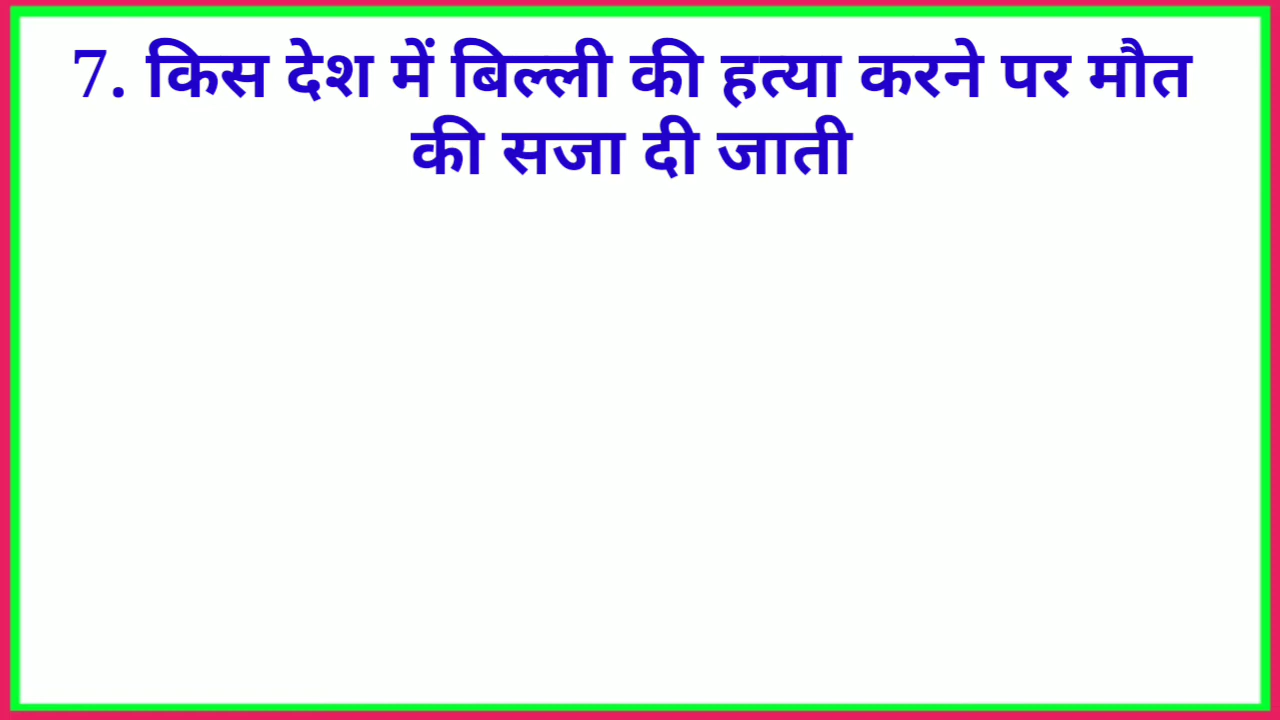 7. किस देश में बिल्ली की हत्या करने पर मौत
की सजा दी जाती